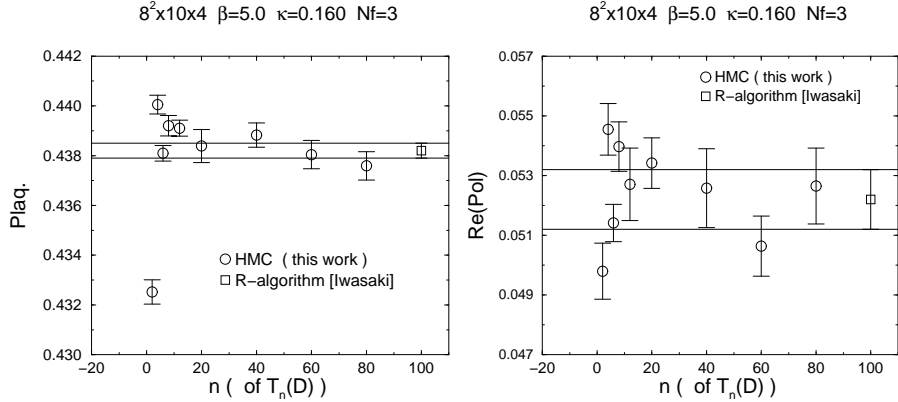 8²x10x4 β=5.0 κ=0.160 Nf=3
0.442
0.440
0.438
0.436
0.434
0.432
0.430
Plaq.
HMC ( this work )
R−algorithm [Iwasaki]
−20 0 20 40 60 80 100
n ( of Tₙ(D) )
8²x10x4 β=5.0 κ=0.160 Nf=3
0.057
0.055
0.053
0.051
0.049
0.047
Re(Pol)
HMC ( this work )
R−algorithm [Iwasaki]
−20 0 20 40 60 80 100
n ( of Tₙ(D) )